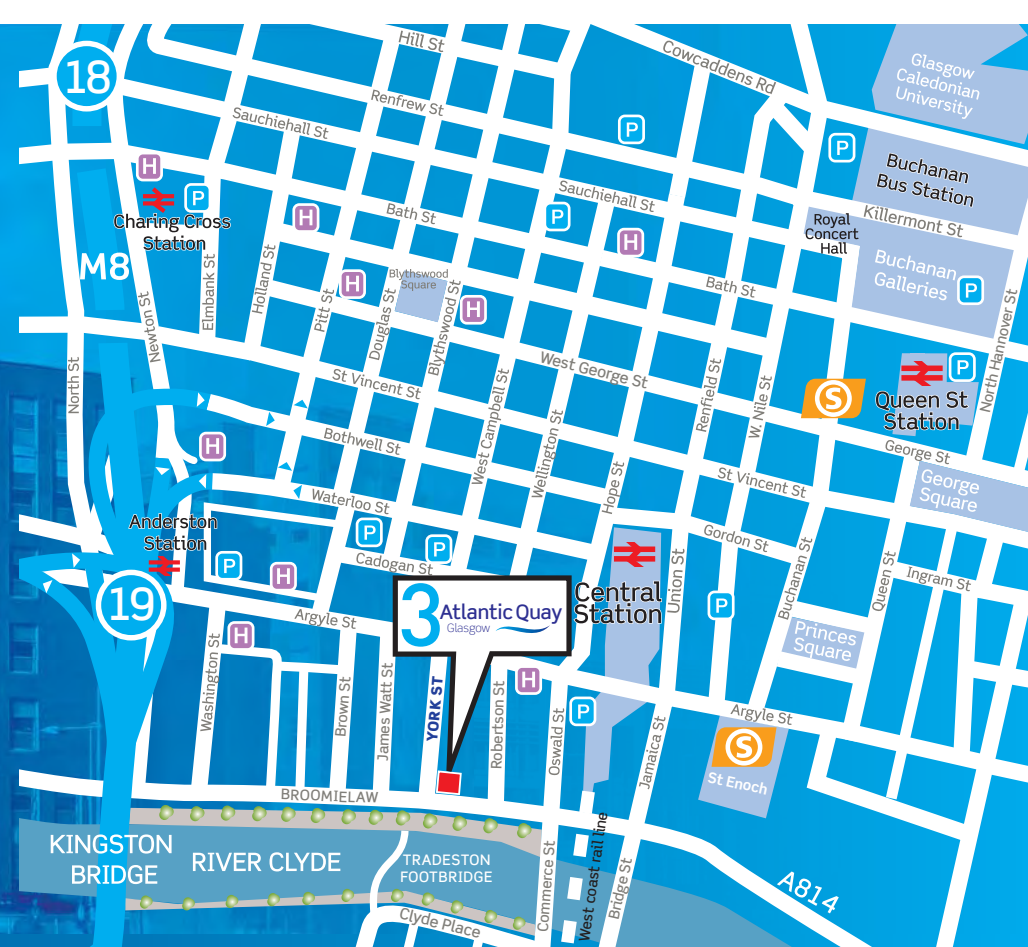 18
Hill St
Cowcaddens Rd
Glasgow
Caledonian
University
Renfrew St
Sauchiehall St
P
P
H
P
Charing Cross
Station
H
Buchanan
Bus Station
Sauchiehall St
P
Bath St
H
Royal
Concert
Hall
Killermont St
Buchanan
Galleries
P
M8
Elmbank St
Holland St
Newton St
H
Blythswood
Square
Pitt St
Douglas St
Blythswood St
H
Bath St
North Hannover St
North St
St Vincent St
West George St
Renfield St
W. Nile St
S
P
Queen St
Station
H
Bothwell St
West Campbell St
Wellington St
Hope St
George St
St Vincent St
George
Square
Waterloo St
Anderston
Station
P
P
P
H
Cadogan St
Gordon St
Union St
Buchanan St
Queen St
Ingram St
19
3
Atlantic Quay
Glasgow
Central
Station
P
Argyle St
H
Princes
Square
Washington St
Brown St
James Watt St
YORK ST
Robertson St
H
Oswald St
P
Jamaica St
Argyle St
S
St Enoch
BROOMIELAW
KINGSTON
BRIDGE
RIVER CLYDE
TRADESTON
FOOTBRIDGE
Commerce St
West coast rail line
Bridge St
A814
Clyde Place